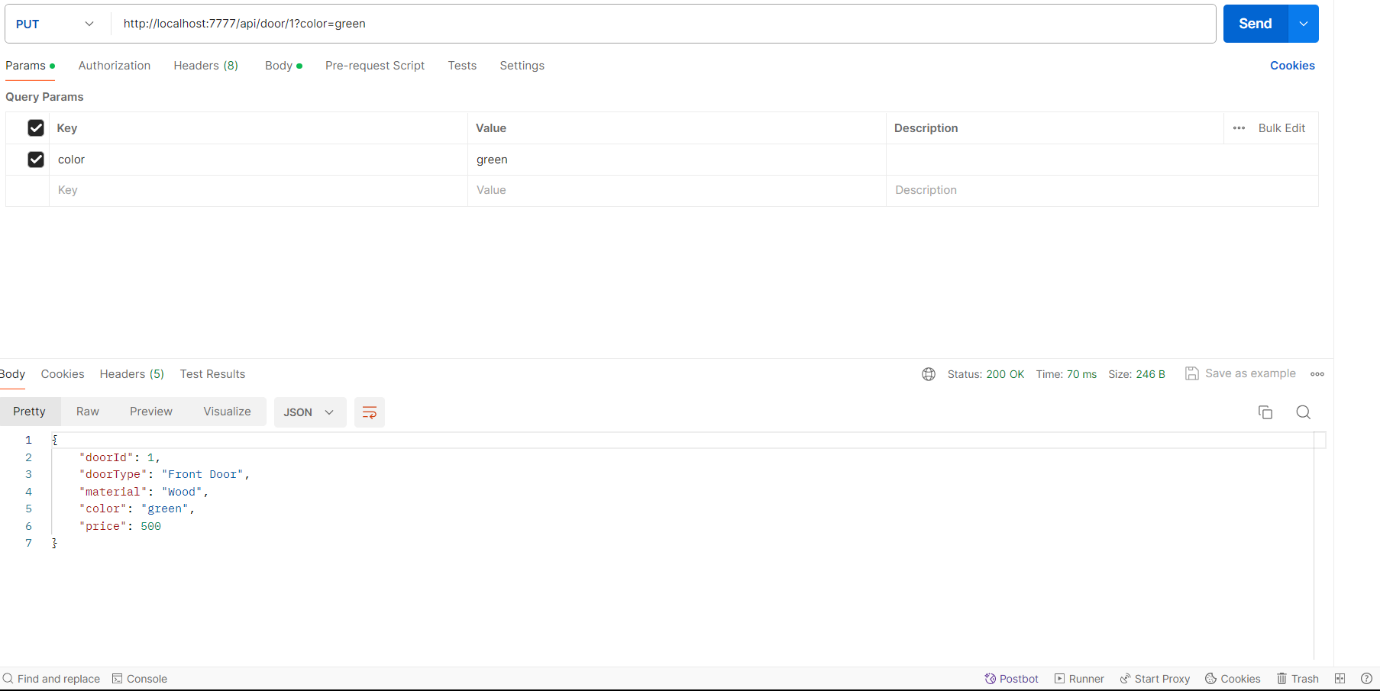 PUT http://localhost:7777/api/door/1?color=green Send
Params Authorization Headers (8) Body Pre-request Script Tests Settings Cookies
Query Params
Key Value Description Bulk Edit
color green
Key Value Description
Body Cookies Headers (5) Test Results Status: 200 OK Time: 70 ms Size: 246 B Save as example
Pretty Raw Preview Visualize JSON
1 {
2 "doorId": 1,
3 "doorType": "Front Door",
4 "material": "Wood",
5 "color": "green",
6 "price": 500
7 }
Find and replace Console Postbot Runner Start Proxy Cookies Trash